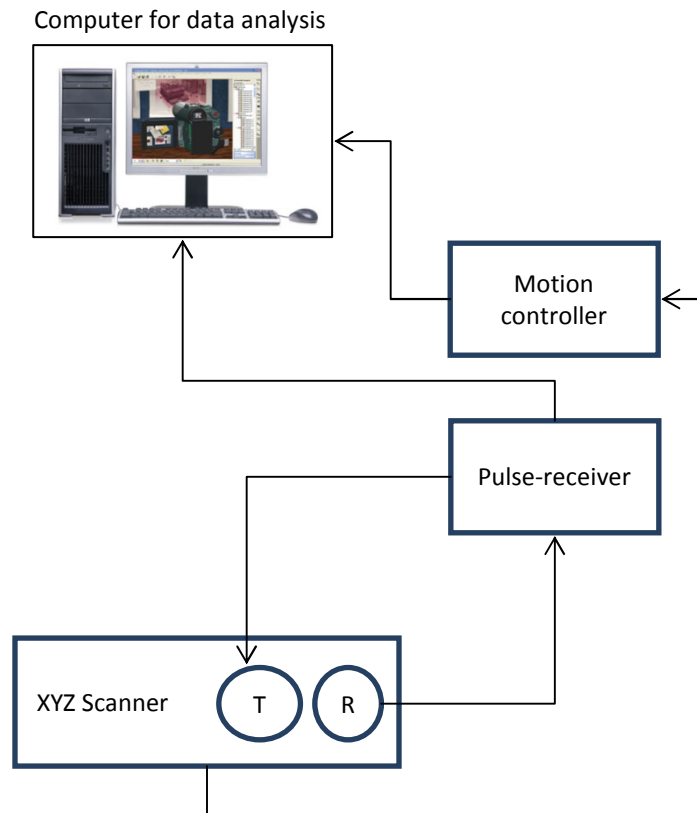 Computer for data analysis
Motion
controller
Pulse-receiver
XYZ Scanner
T
R